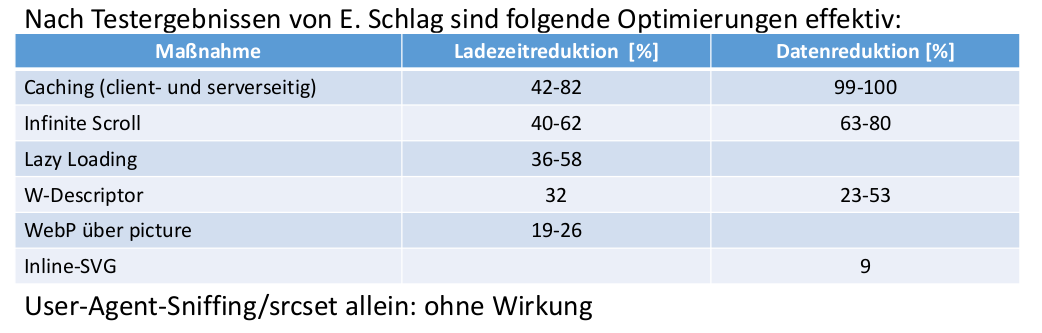 Nach Testergebnissen von E. Schlag sind folgende Optimierungen effektiv:
Maßnahme Ladezeitreduktion [%] Datenreduktion [%]
Caching (client- und serverseitig) 42-82 99-100
Infinite Scroll 40-62 63-80
Lazy Loading 36-58
W-Descriptor 32 23-53
WebP über picture 19-26
Inline-SVG 9
User-Agent-Sniffing/srcset allein: ohne Wirkung